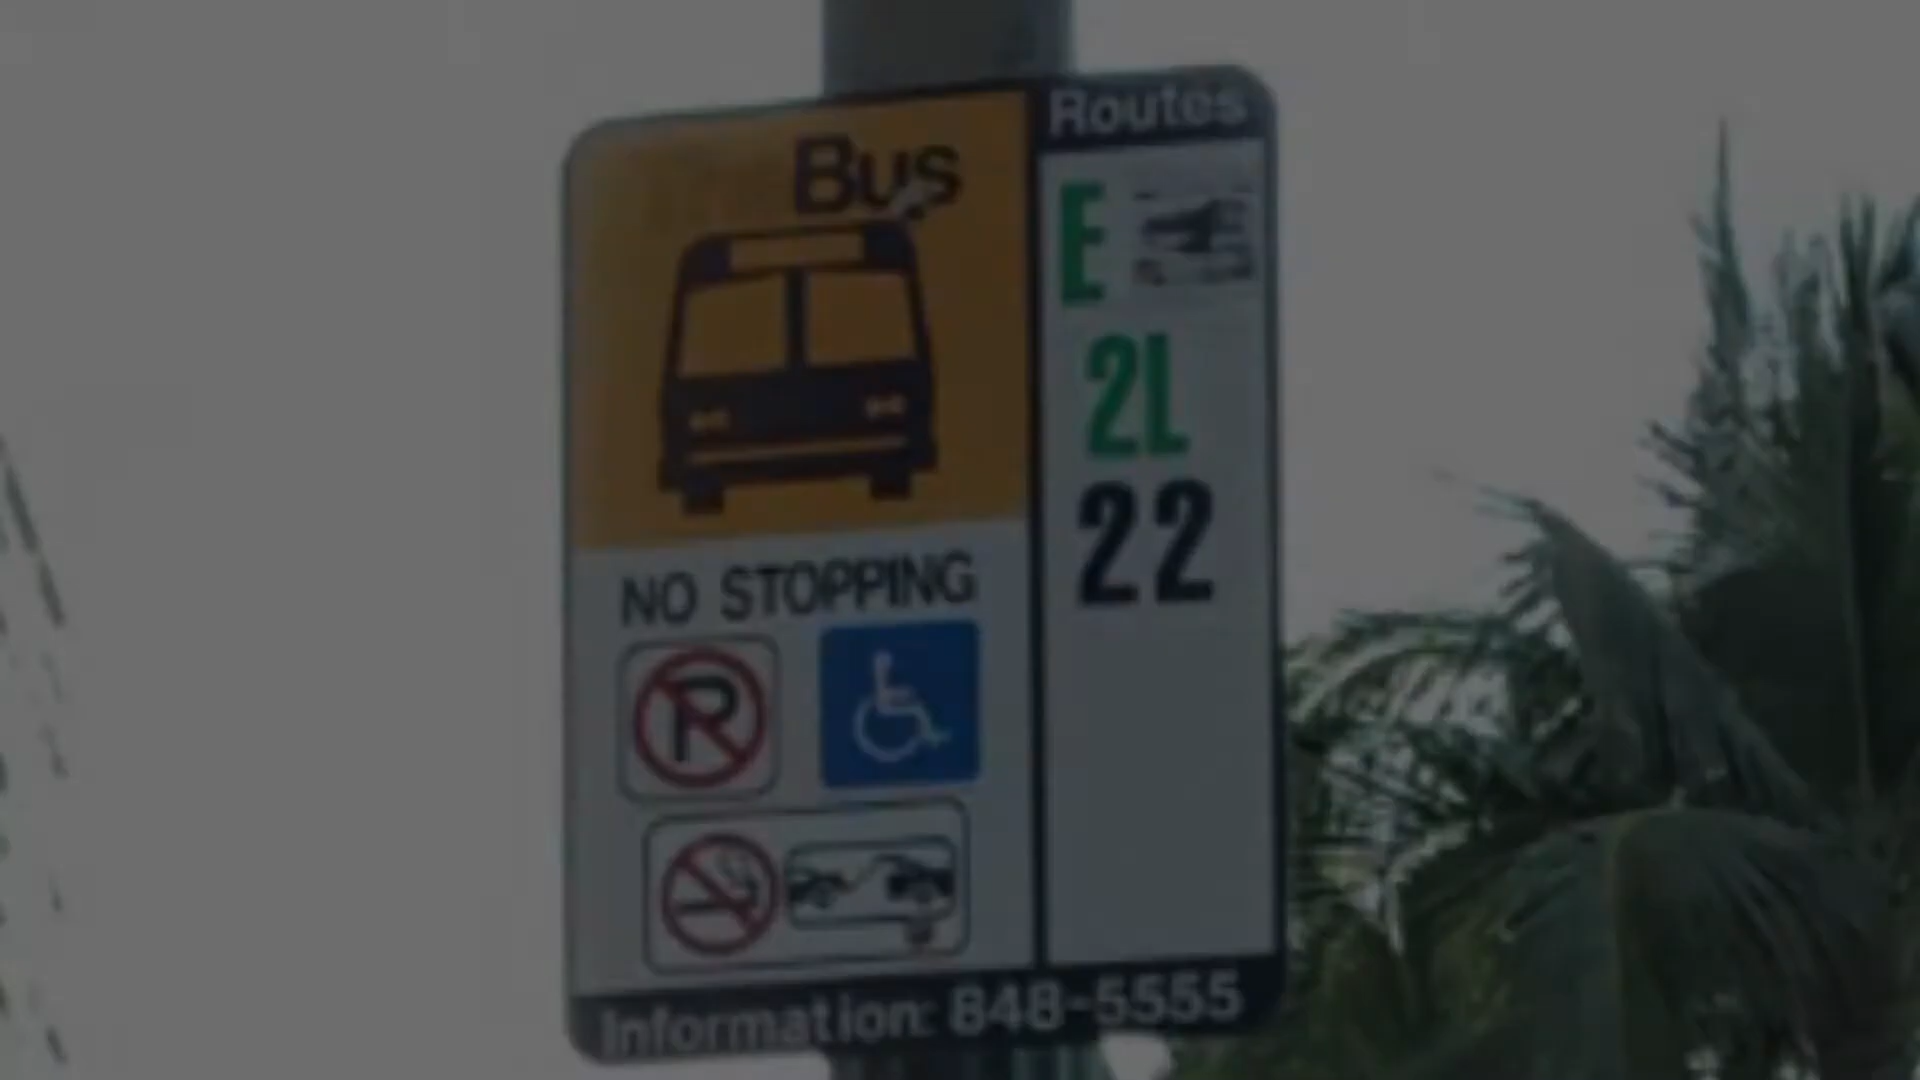 Bus
NO STOPPING
P
Routes
E
2L
22
Information: 848-5555